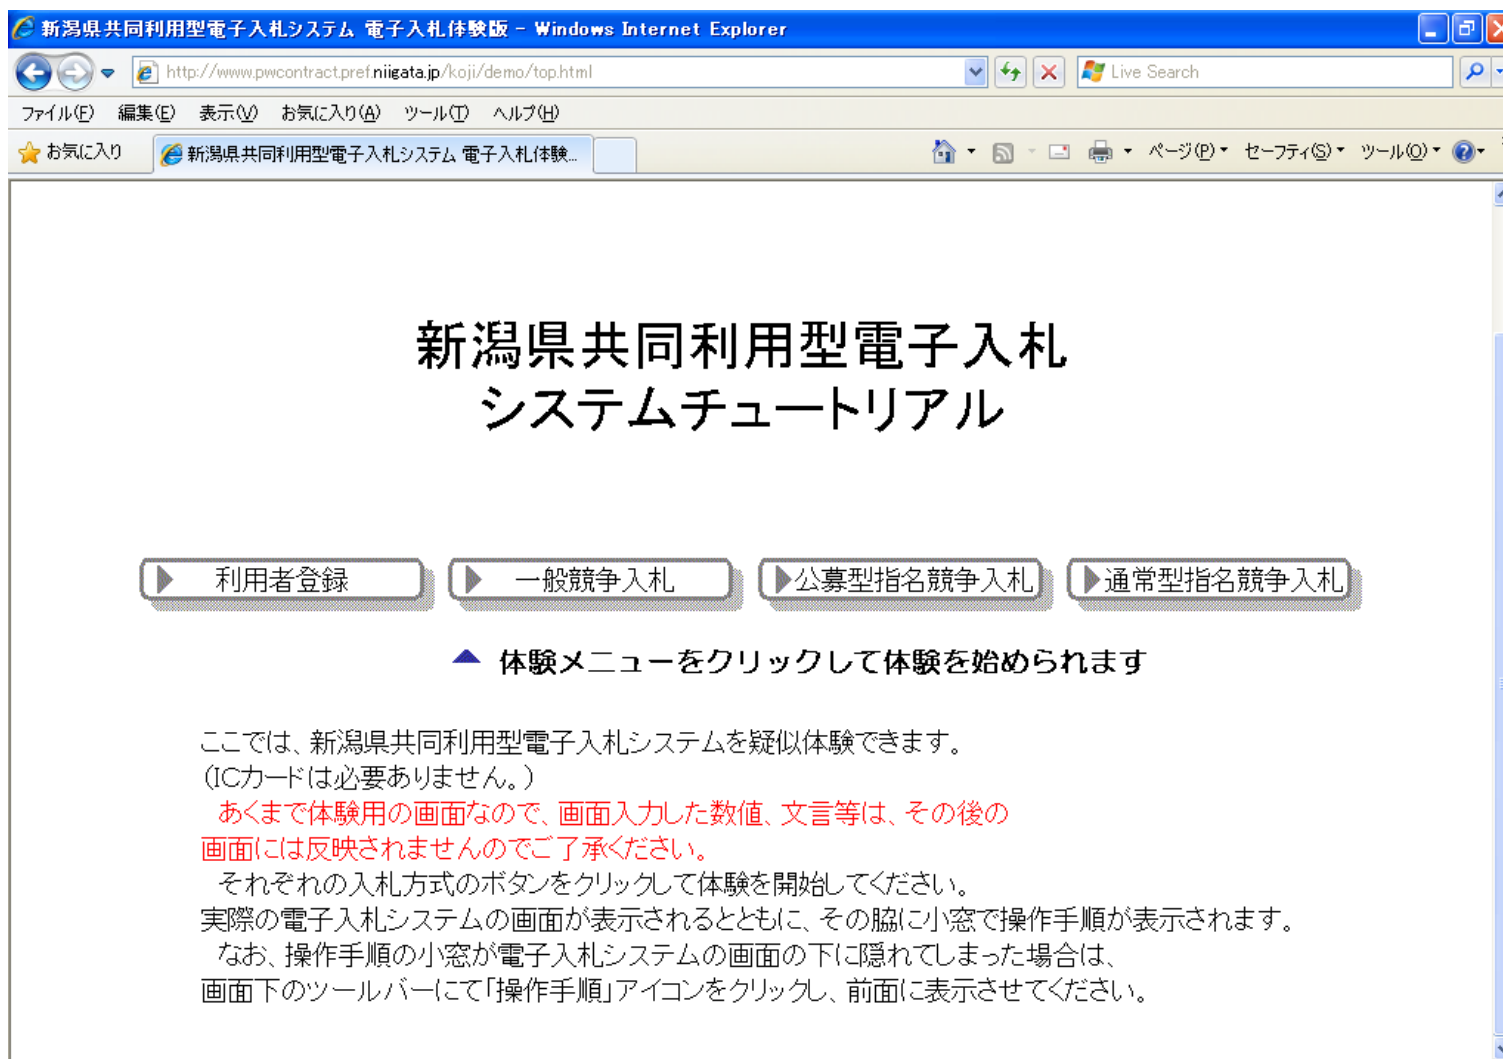 新潟県共同利用型電子入札システム 電子入札体験版 - Windows Internet Explorer
http://www.pwcontract.pref.niigata.jp/koji/demo/top.html
Live Search
ファイル(F) 編集(E) 表示(V) お気に入り(A) ツール(T) ヘルプ(H)
お気に入り 新潟県共同利用型電子入札システム 電子入札体験... ページ(P) セーフティ(S) ツール(O)
新潟県共同利用型電子入札
システムチュートリアル
利用者登録 一般競争入札 公募型指名競争入札 通常型指名競争入札
体験メニューをクリックして体験を始められます
ここでは、新潟県共同利用型電子入札システムを疑似体験できます。
(ICカードは必要ありません。)
あくまで体験用の画面なので、画面入力した数値、文言等は、その後の
画面には反映されませんのでご了承ください。
それぞれの入札方式のボタンをクリックして体験を開始してください。
実際の電子入札システムの画面が表示されるとともに、その脇に小窓で操作手順が表示されます。
なお、操作手順の小窓が電子入札システムの画面の下に隠れてしまった場合は、
画面下のツールバーにて「操作手順」アイコンをクリックし、前面に表示させてください。